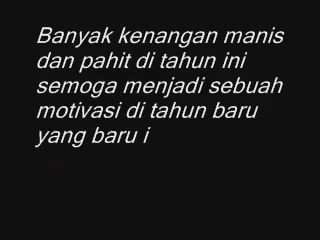 Banyak kenangan manis
dan pahit di tahun ini
semoga menjadi sebuah
motivasi di tahun baru
yang baru i